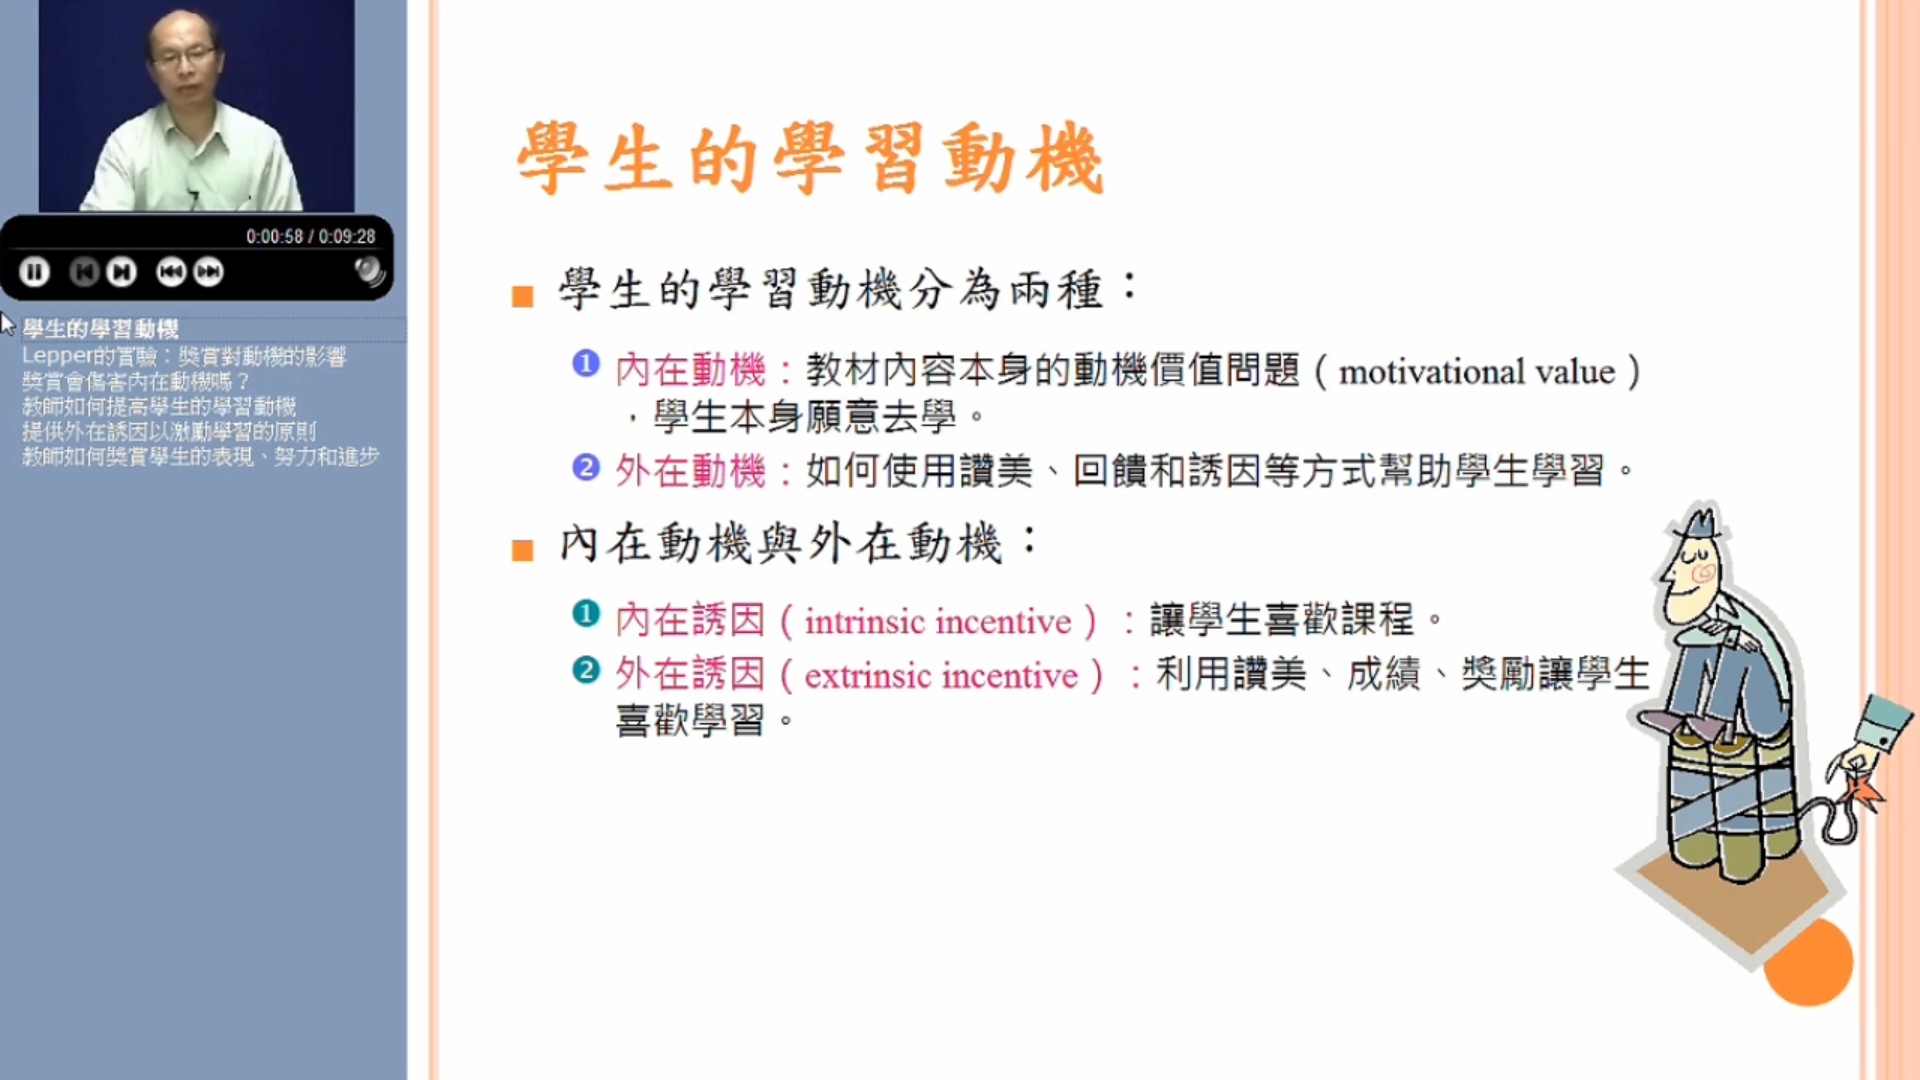 0:00:58 / 0:09:28
學生的學習動機
Lepper的實驗：獎賞對動機的影響
獎賞會傷害內在動機嗎？
教師如何提高學生的學習動機
提供外在誘因以激勵學習的原則
教師如何獎賞學生的表現、努力和進步
學生的學習動機
學生的學習動機分為兩種：
1 內在動機：教材內容本身的動機價值問題（motivational value）
，學生本身願意去學。
2 外在動機：如何使用讚美、回饋和誘因等方式幫助學生學習。
內在動機與外在動機：
1 內在誘因（intrinsic incentive）：讓學生喜歡課程。
2 外在誘因（extrinsic incentive）：利用讚美、成績、獎勵讓學生
喜歡學習。